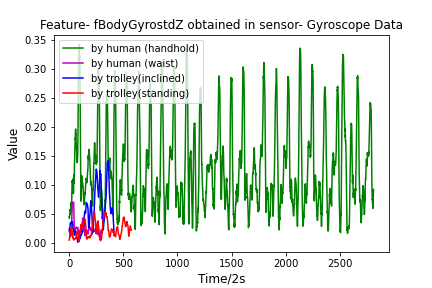 Feature- fBodyGyrostdZ obtained in sensor- Gyroscope Data
0.35
0.30
0.25
0.20
0.15
0.10
0.05
0.00
Value
by human (handhold)
by human (waist)
by trolley(inclined)
by rolley(standing)
0 500 1000 1500 2000 2500
Time/2s